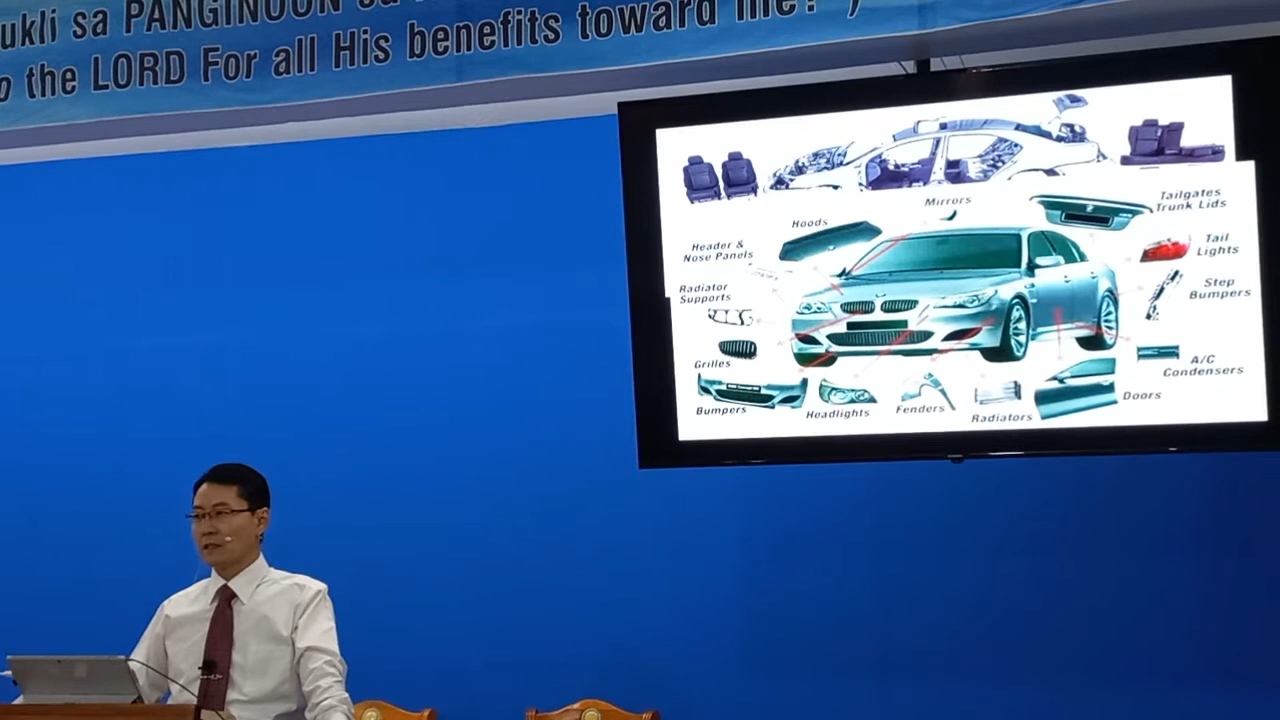 ukli sa PANGINOON sa
the LORD For all His benefits toward me? )
Mirrors
Tailgates
Trunk Lids
Hoods
Header &
Nose Panels
Tail
Lights
Radiator
Supports
Step
Bumpers
Grilles
A/C
Condensers
Bumpers
Headlights
Fenders
Radiators
Doors